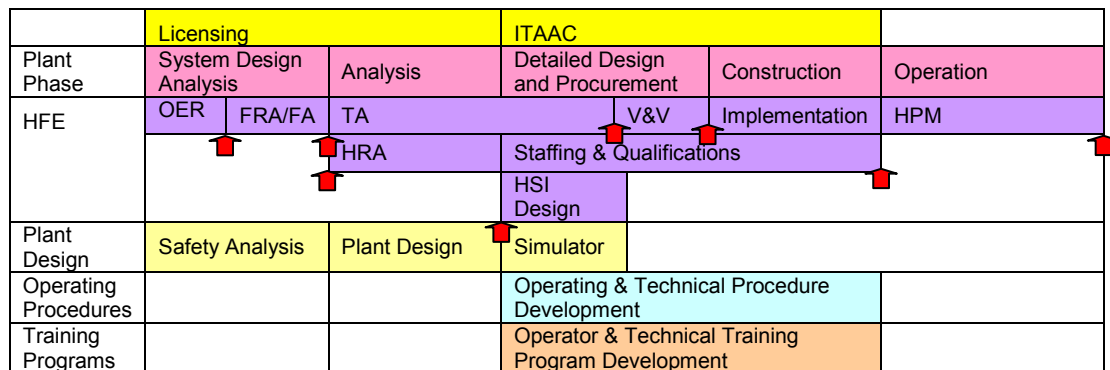 Licensing ITAAC
Plant System Design Analysis Detailed Design Construction Operation
Phase Analysis and Procurement
HFE OER FRA/FA TA V&V Implementation HPM
HRA Staffing & Qualifications
HSI
Design
Plant Safety Analysis Plant Design Simulator
Design
Operating Operating & Technical Procedure
Procedures Development
Training Operator & Technical Training
Programs Program Development